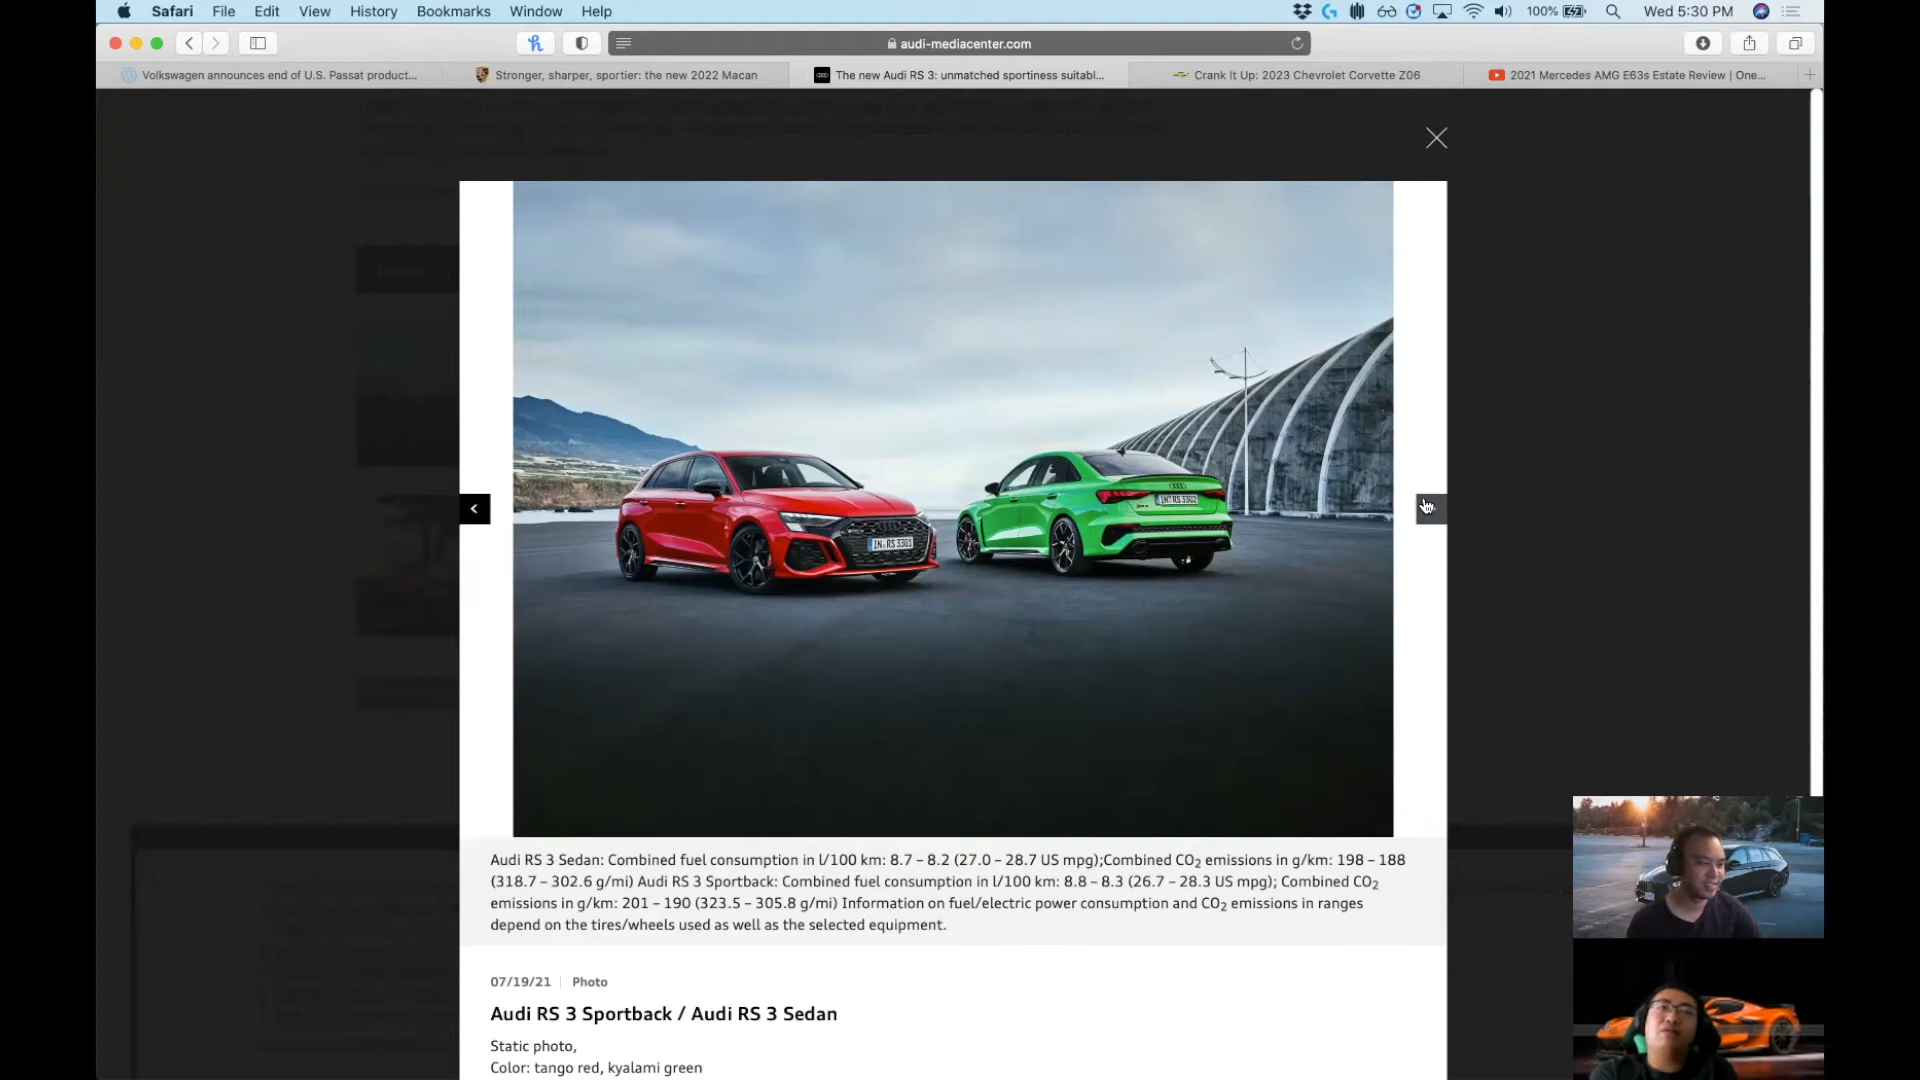 Safari File Edit View History Bookmarks Window Help 100% Wed 5:30 PM
audi-mediacenter.com
Volkswagen announces end of U.S. Passat product... Stronger, sharper, sportier: the new 2022 Macan The new Audi RS 3: unmatched sportiness suitabl... Crank It Up: 2023 Chevrolet Corvette Z06 2021 Mercedes AMG E63s Estate Review | One...
IN RS 3302
IN RS 3301
Audi RS 3 Sedan: Combined fuel consumption in l/100 km: 8.7 – 8.2 (27.0 – 28.7 US mpg);Combined CO₂ emissions in g/km: 198 – 188
(318.7 – 302.6 g/mi) Audi RS 3 Sportback: Combined fuel consumption in l/100 km: 8.8 – 8.3 (26.7 – 28.3 US mpg); Combined CO₂
emissions in g/km: 201 – 190 (323.5 – 305.8 g/mi) Information on fuel/electric power consumption and CO₂ emissions in ranges
depend on the tires/wheels used as well as the selected equipment.
07/19/21 | Photo
Audi RS 3 Sportback / Audi RS 3 Sedan
Static photo,
Color: tango red, kyalami green